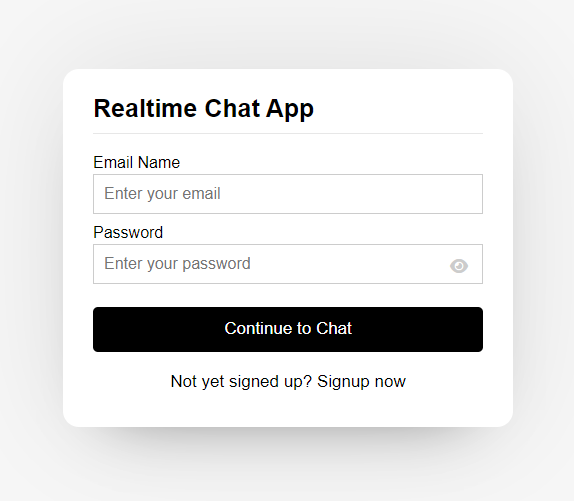 Realtime Chat App
Email Name
Enter your email
Password
Enter your password
Continue to Chat
Not yet signed up? Signup now